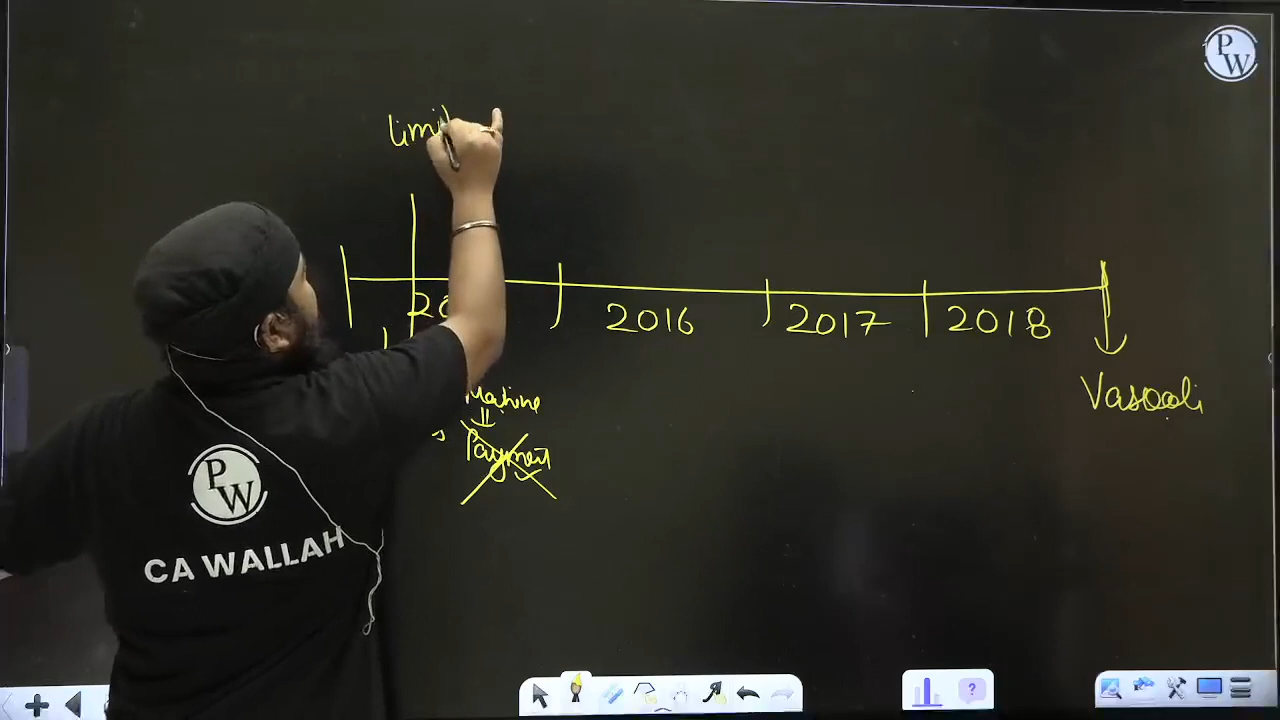 PW
Limi
20
2016
2017
2018
Vasooli
Machine
Payment
PW
CA WALLAH